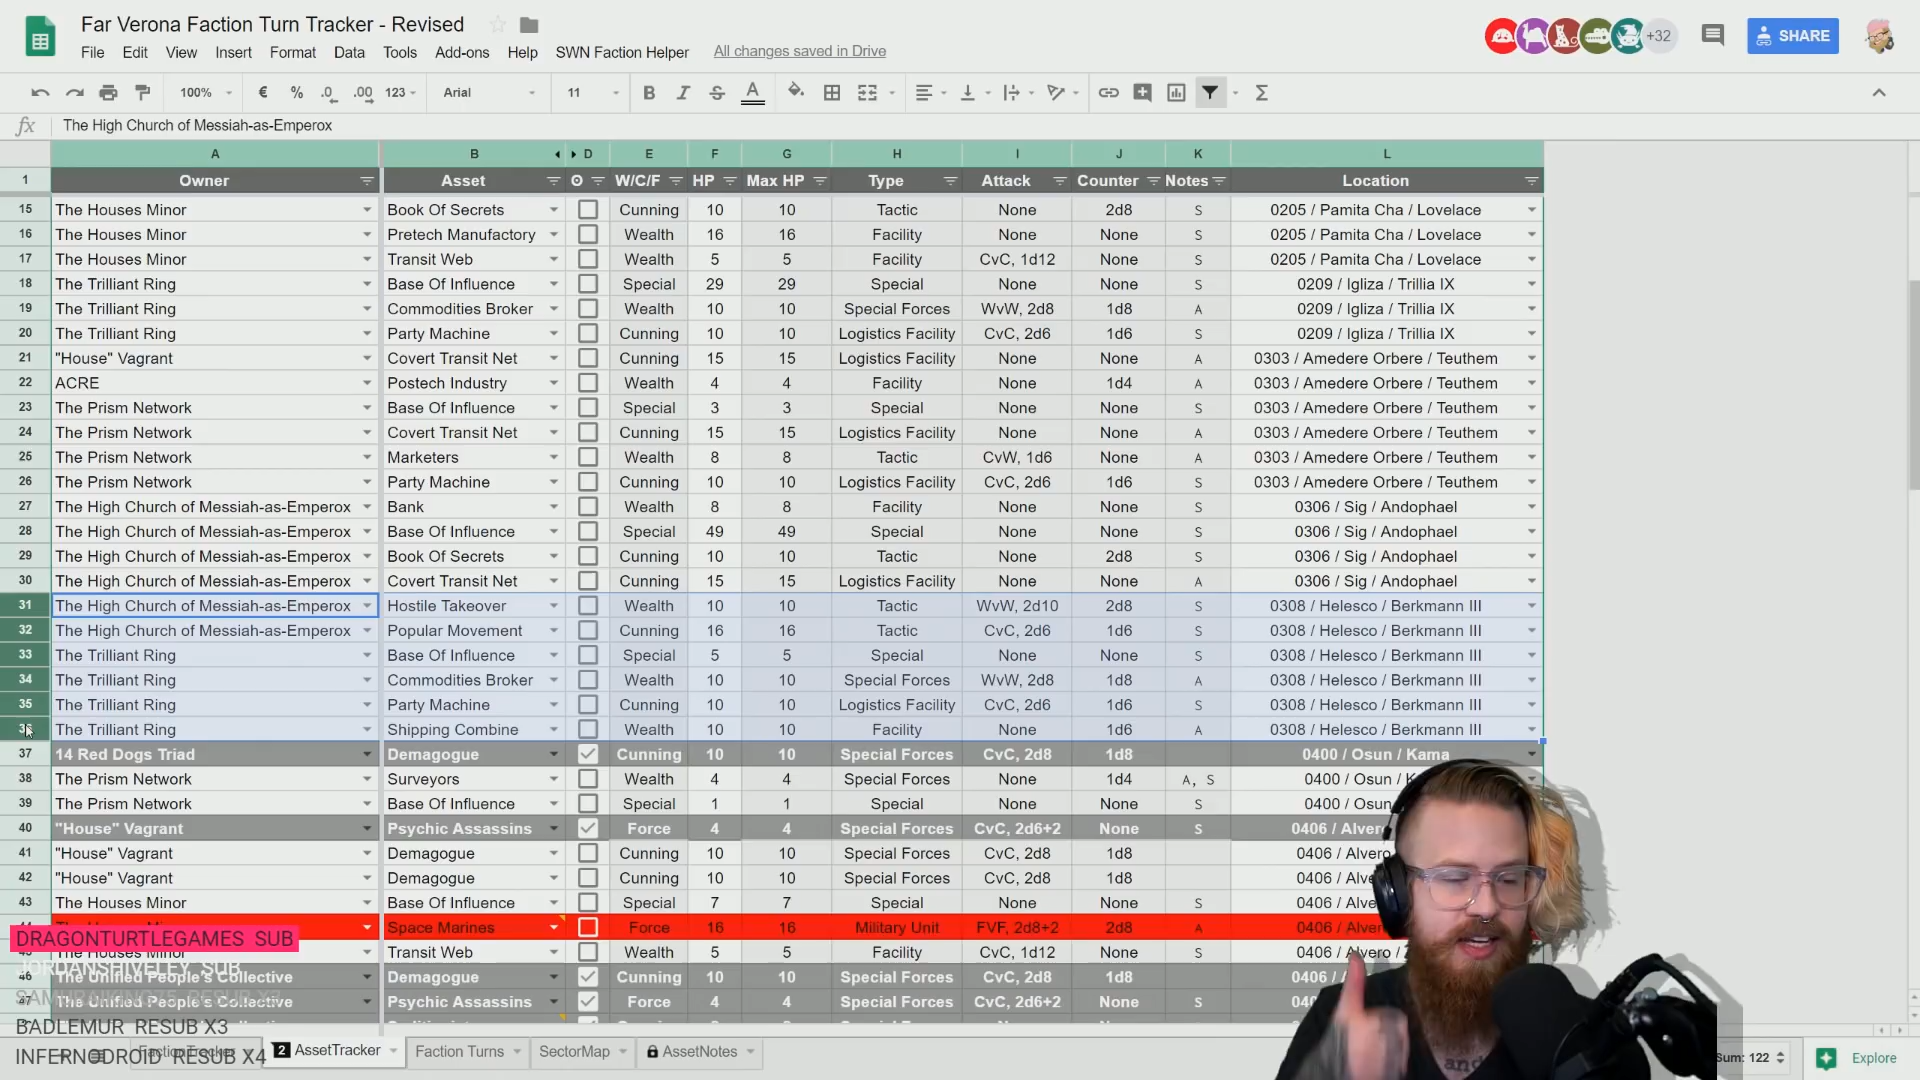 Far Verona Faction Turn Tracker - Revised
File Edit View Insert Format Data Tools Add-ons Help SWN Faction Helper All changes saved in Drive
+32 SHARE
100% € % .0 .00 123 Arial 11 B I S A Σ
fx The High Church of Messiah-as-Emperox
A B D E F G H I J K L
1 Owner Asset W/C/F HP Max HP Type Attack Counter Notes Location
15 The Houses Minor Book Of Secrets Cunning 10 10 Tactic None 2d8 S 0205 / Pamita Cha / Lovelace
16 The Houses Minor Pretech Manufactory Wealth 16 16 Facility None None S 0205 / Pamita Cha / Lovelace
17 The Houses Minor Transit Web Wealth 5 5 Facility CvC, 1d12 None S 0205 / Pamita Cha / Lovelace
18 The Trilliant Ring Base Of Influence Special 29 29 Special None None S 0209 / Igliza / Trillia IX
19 The Trilliant Ring Commodities Broker Wealth 10 10 Special Forces WvW, 2d8 1d8 A 0209 / Igliza / Trillia IX
20 The Trilliant Ring Party Machine Cunning 10 10 Logistics Facility CvC, 2d6 1d6 S 0209 / Igliza / Trillia IX
21 "House" Vagrant Covert Transit Net Cunning 15 15 Logistics Facility None None A 0303 / Amedere Orbere / Teuthem
22 ACRE Postech Industry Wealth 4 4 Facility None 1d4 A 0303 / Amedere Orbere / Teuthem
23 The Prism Network Base Of Influence Special 3 3 Special None None S 0303 / Amedere Orbere / Teuthem
24 The Prism Network Covert Transit Net Cunning 15 15 Logistics Facility None None A 0303 / Amedere Orbere / Teuthem
25 The Prism Network Marketers Wealth 8 8 Tactic CvW, 1d6 None A 0303 / Amedere Orbere / Teuthem
26 The Prism Network Party Machine Cunning 10 10 Logistics Facility CvC, 2d6 1d6 S 0303 / Amedere Orbere / Teuthem
27 The High Church of Messiah-as-Emperox Bank Wealth 8 8 Facility None None S 0306 / Sig / Andophael
28 The High Church of Messiah-as-Emperox Base Of Influence Special 49 49 Special None None S 0306 / Sig / Andophael
29 The High Church of Messiah-as-Emperox Book Of Secrets Cunning 10 10 Tactic None 2d8 S 0306 / Sig / Andophael
30 The High Church of Messiah-as-Emperox Covert Transit Net Cunning 15 15 Logistics Facility None None A 0306 / Sig / Andophael
31 The High Church of Messiah-as-Emperox Hostile Takeover Wealth 10 10 Tactic WvW, 2d10 2d8 S 0308 / Helesco / Berkmann III
32 The High Church of Messiah-as-Emperox Popular Movement Cunning 16 16 Tactic CvC, 2d6 1d6 S 0308 / Helesco / Berkmann III
33 The Trilliant Ring Base Of Influence Special 5 5 Special None None S 0308 / Helesco / Berkmann III
34 The Trilliant Ring Commodities Broker Wealth 10 10 Special Forces WvW, 2d8 1d8 A 0308 / Helesco / Berkmann III
35 The Trilliant Ring Party Machine Cunning 10 10 Logistics Facility CvC, 2d6 1d6 S 0308 / Helesco / Berkmann III
36 The Trilliant Ring Shipping Combine Wealth 10 10 Facility None 1d6 A 0308 / Helesco / Berkmann III
37 14 Red Dogs Triad Demagogue Cunning 10 10 Special Forces CvC, 2d8 1d8 0400 / Osun / Kama
38 The Prism Network Surveyors Wealth 4 4 Special Forces None 1d4 A, S 0400 / Osun /
39 The Prism Network Base Of Influence Special 1 1 Special None None S 0400 / Osun
40 "House" Vagrant Psychic Assassins Force 4 4 Special Forces CvC, 2d6+2 None S 0406 /
41 "House" Vagrant Demagogue Cunning 10 10 Special Forces CvC, 2d8 1d8 0406 / Alvero
42 "House" Vagrant Demagogue Cunning 10 10 Special Forces CvC, 2d8 1d8 0406 /
43 The Houses Minor Base Of Influence Special 7 7 Special None None S 0406 /
Space Marines Force 16 16 Military Unit FVF, 2d8+2 2d8 A 0406 /
DRAGONTURTLEGAMES SUB
The Houses Minor Transit Web Wealth 5 5 Facility CvC, 1d12 None S 0406 / Alvero /
JORDANSHIVELEY SUB
46 The Unified People's Collective Demagogue Cunning 10 10 Special Forces CvC, 2d8 1d8 0406 /
47 The Unified People's Collective Psychic Assassins Force 4 4 Special Forces CvC, 2d6+2 None S
BADLEMUR RESUB X3
INFERNODROID RESUB X4
FactionTracker 2 AssetTracker Faction Turns SectorMap AssetNotes Sum: 122 Explore